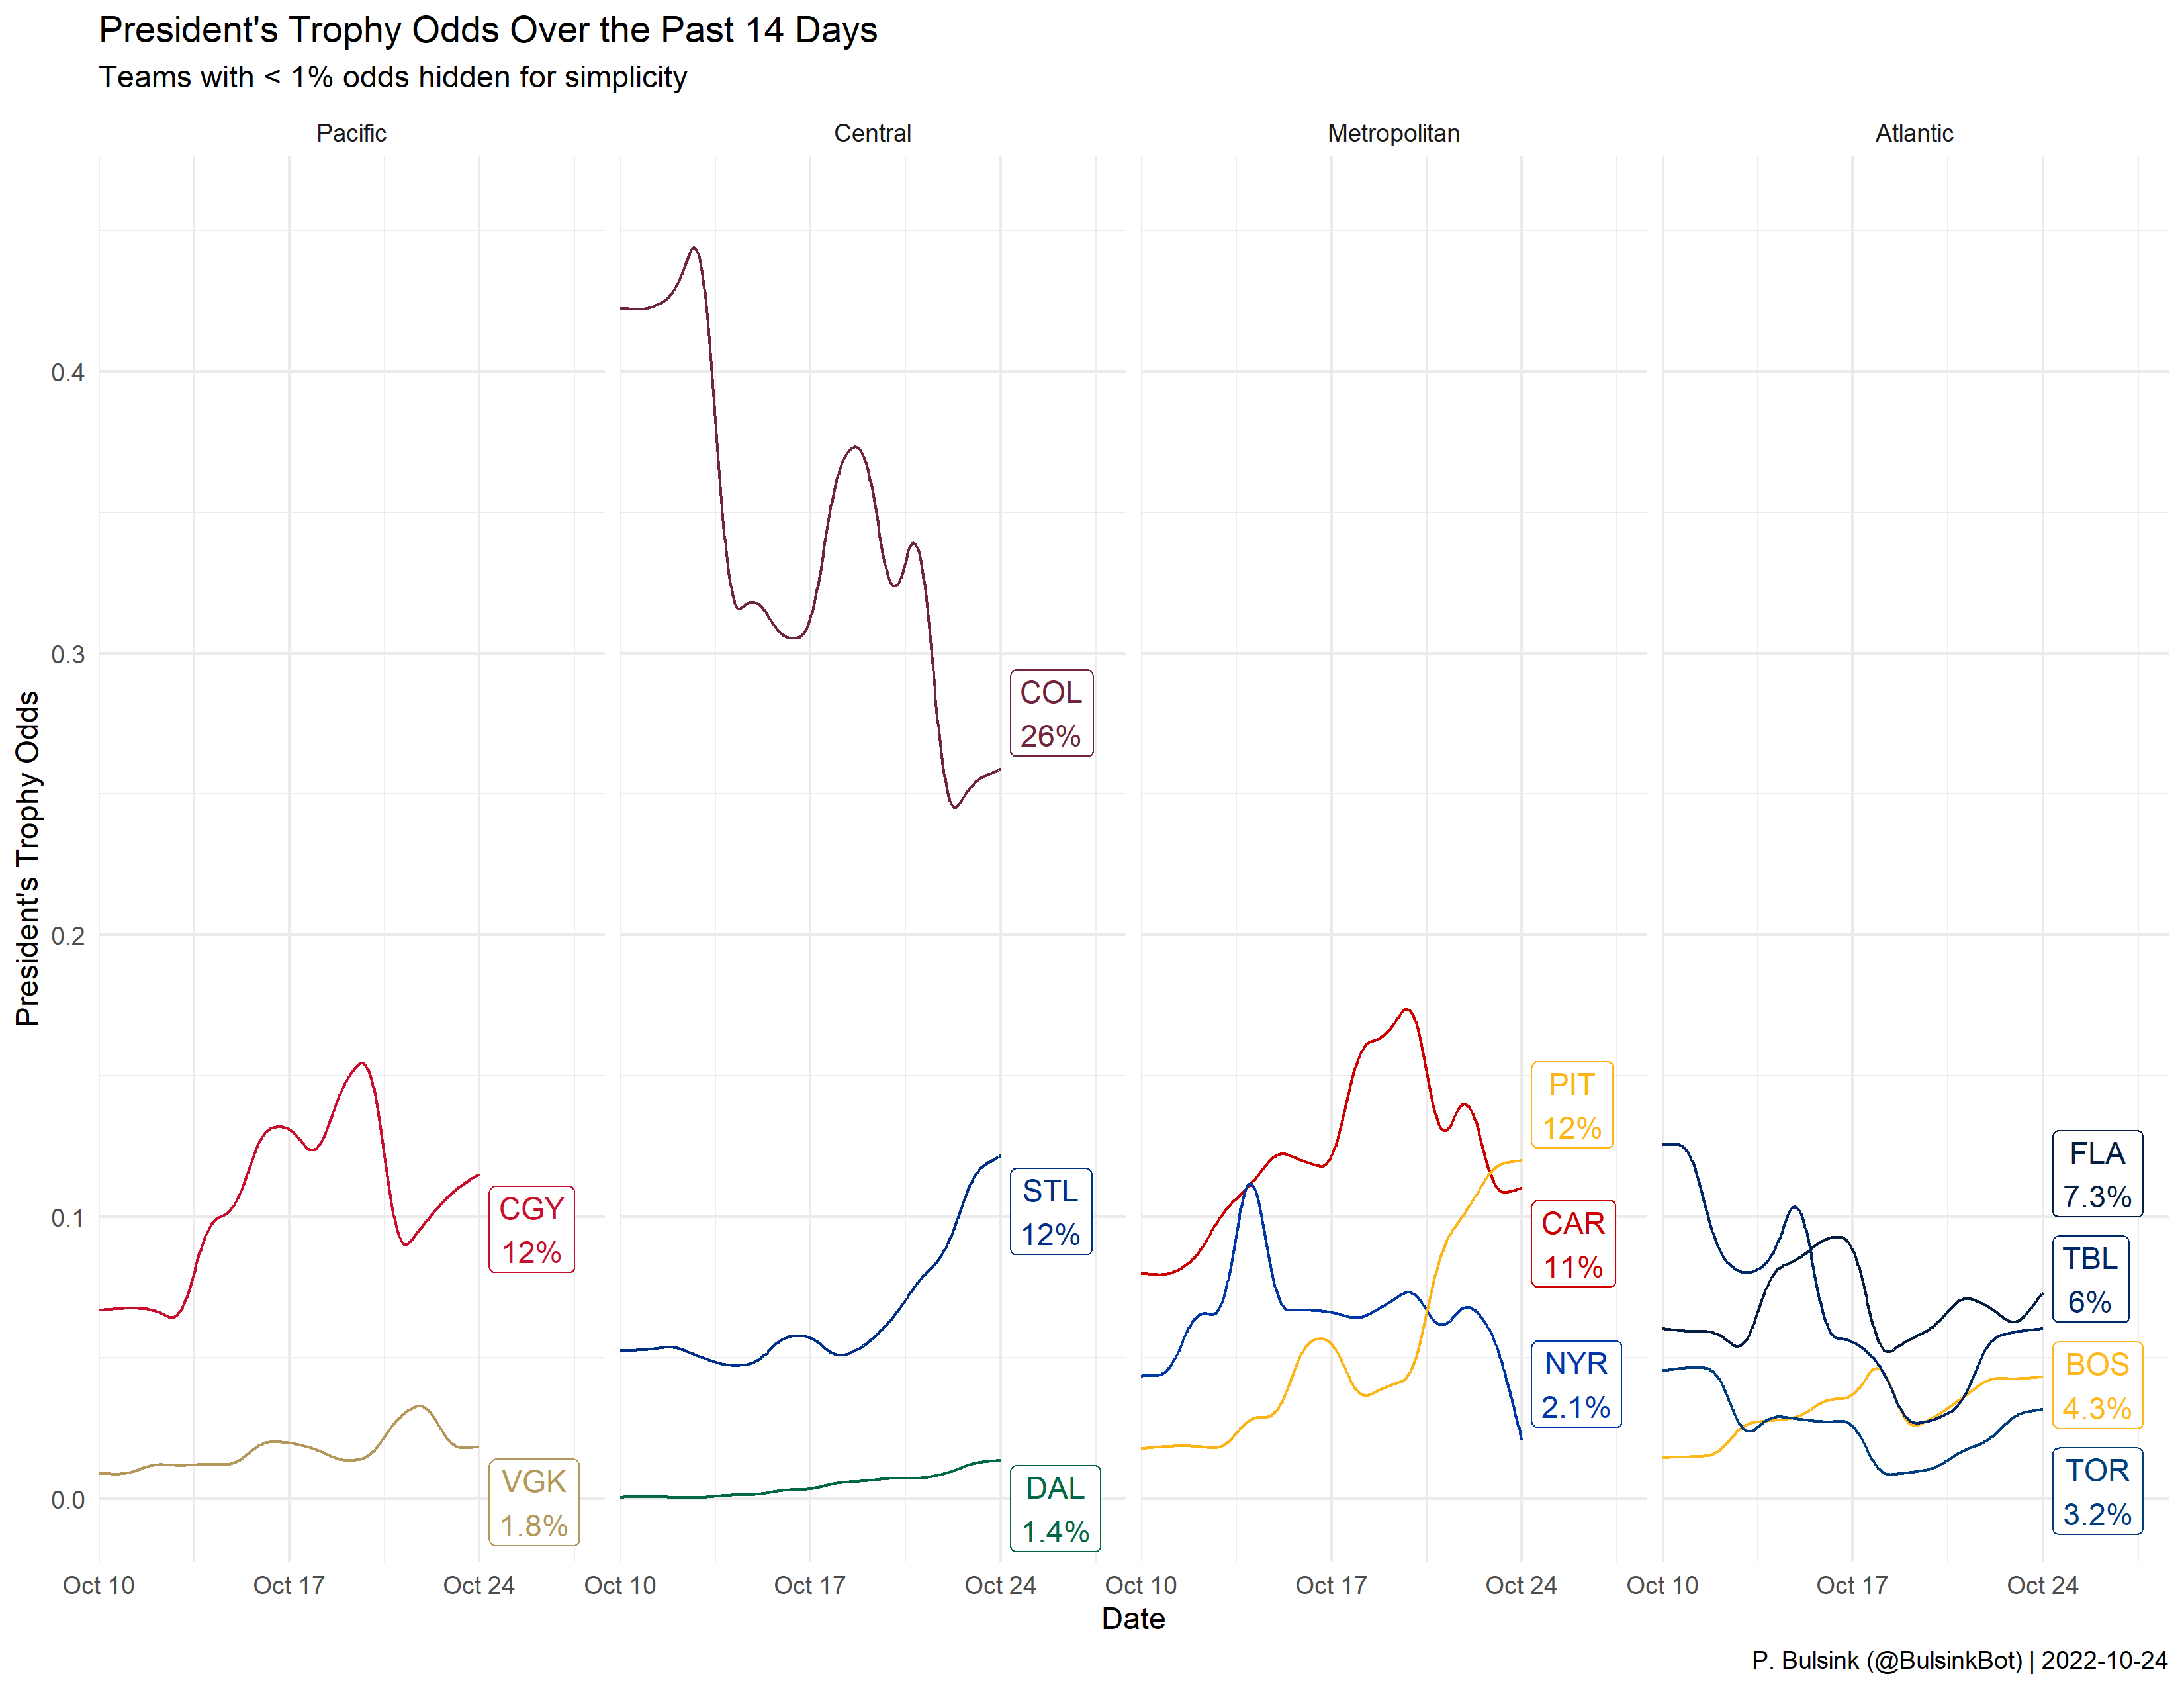 President's Trophy Odds Over the Past 14 Days
Teams with < 1% odds hidden for simplicity
Pacific
Central
Metropolitan
Atlantic
President's Trophy Odds
0.4
0.3
0.2
0.1
0.0
CGY
12%
VGK
1.8%
COL
26%
STL
12%
DAL
1.4%
PIT
12%
CAR
11%
NYR
2.1%
FLA
7.3%
TBL
6%
BOS
4.3%
TOR
3.2%
Oct 10 Oct 17 Oct 24
Oct 10 Oct 17 Oct 24
Oct 10 Oct 17 Oct 24
Oct 10 Oct 17 Oct 24
Date
P. Bulsink (@BulsinkBot) | 2022-10-24